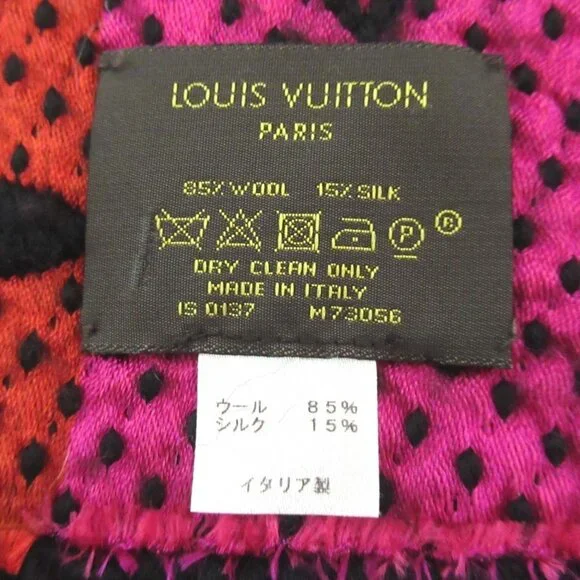 LOUIS VUITTON
PARIS
85% WOOL 15% SILK
P ®
DRY CLEAN ONLY
MADE IN ITALY
IS 0137 M73056
ウール 85%
シルク 15%
イタリア製